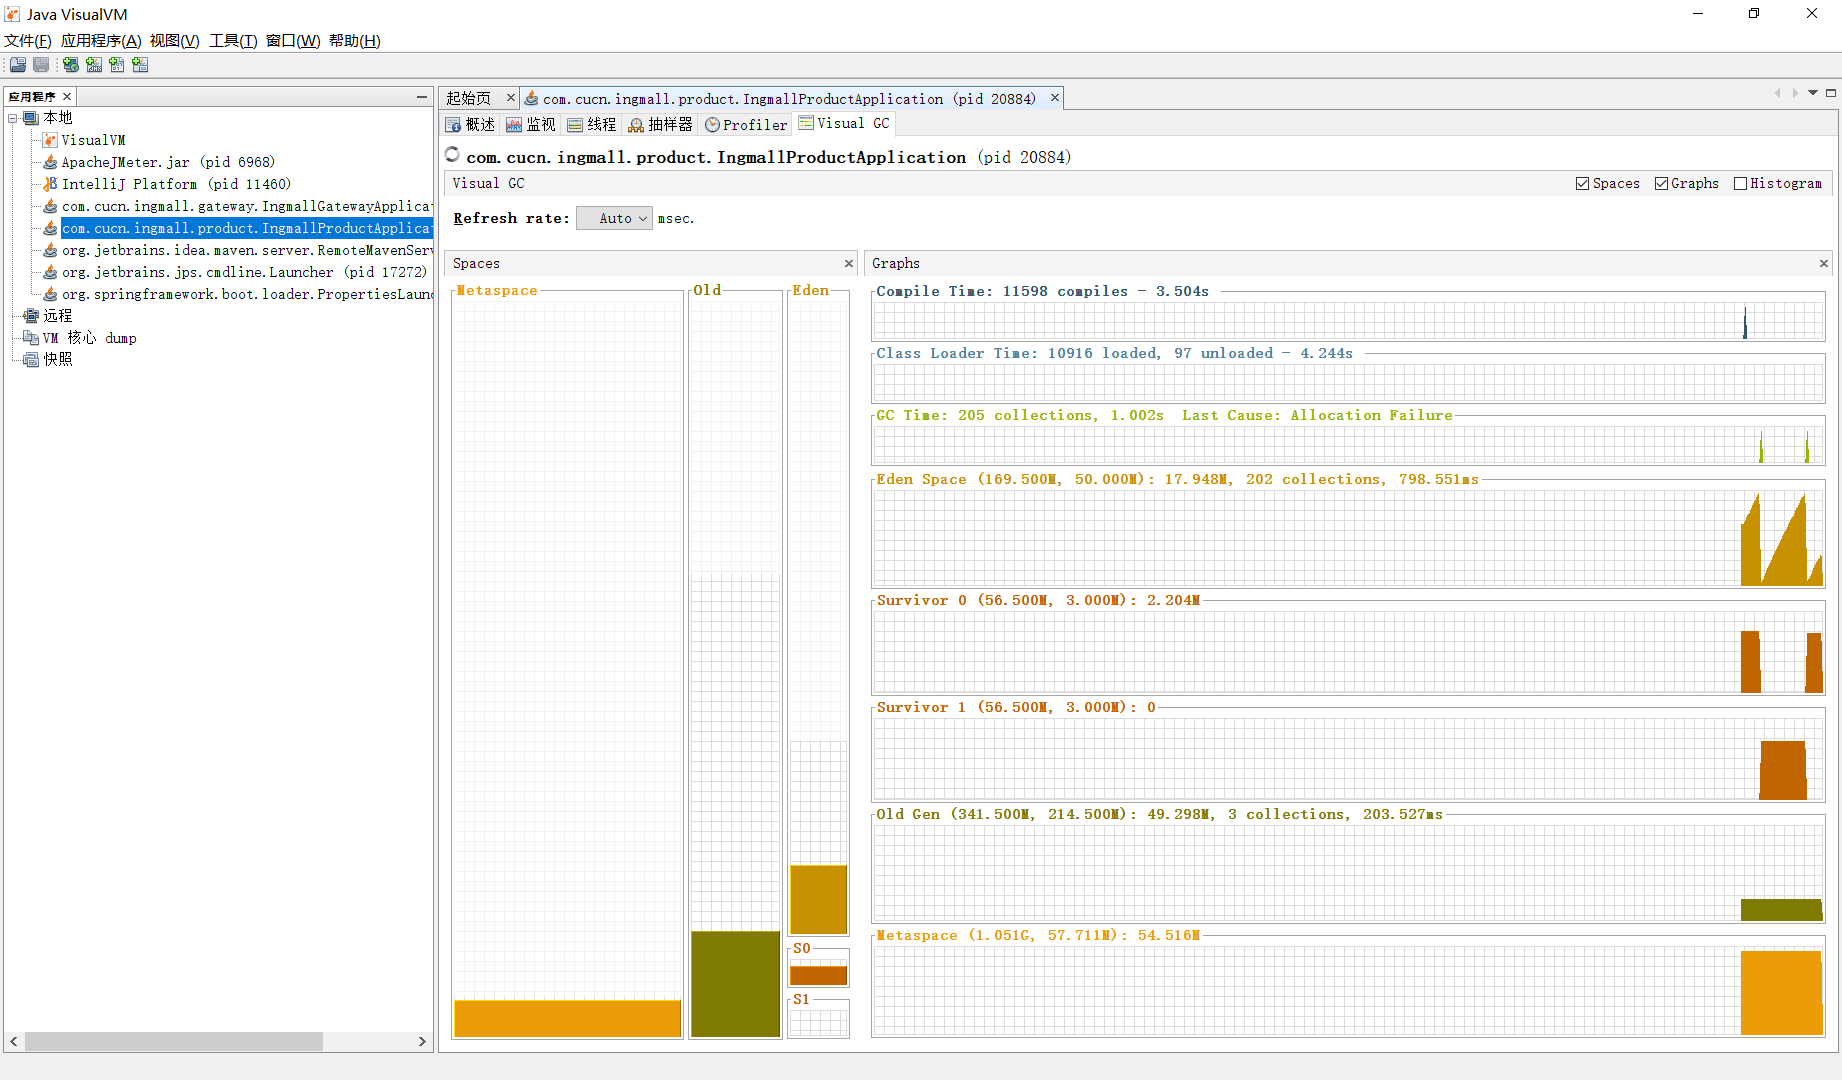 Java VisualVM
文件(F) 应用程序(A) 视图(V) 工具(T) 窗口(W) 帮助(H)
应用程序
本地
VisualVM
ApacheJMeter.jar (pid 6968)
IntelliJ Platform (pid 11460)
com.cucn.ingmall.gateway.IngmallGatewayApplicat
com.cucn.ingmall.product.IngmallProductApplicat
org.jetbrains.idea.maven.server.RemoteMavenServ
org.jetbrains.jps.cmdline.Launcher (pid 17272)
org.springframework.boot.loader.PropertiesLaunc
远程
VM 核心 dump
快照
起始页 com.cucn.ingmall.product.IngmallProductApplication (pid 20884)
概述 监视 线程 抽样器 Profiler Visual GC
com.cucn.ingmall.product.IngmallProductApplication (pid 20884)
Visual GC Spaces Graphs Histogram
Refresh rate: Auto msec.
Spaces
Metaspace Old Eden
S0
S1
Graphs
Compile Time: 11598 compiles - 3.504s
Class Loader Time: 10916 loaded, 97 unloaded - 4.244s
GC Time: 205 collections, 1.002s Last Cause: Allocation Failure
Eden Space (169.500M, 50.000M): 17.948M, 202 collections, 798.551ms
Survivor 0 (56.500M, 3.000M): 2.204M
Survivor 1 (56.500M, 3.000M): 0
Old Gen (341.500M, 214.500M): 49.298M, 3 collections, 203.527ms
Metaspace (1.051G, 57.711M): 54.516M